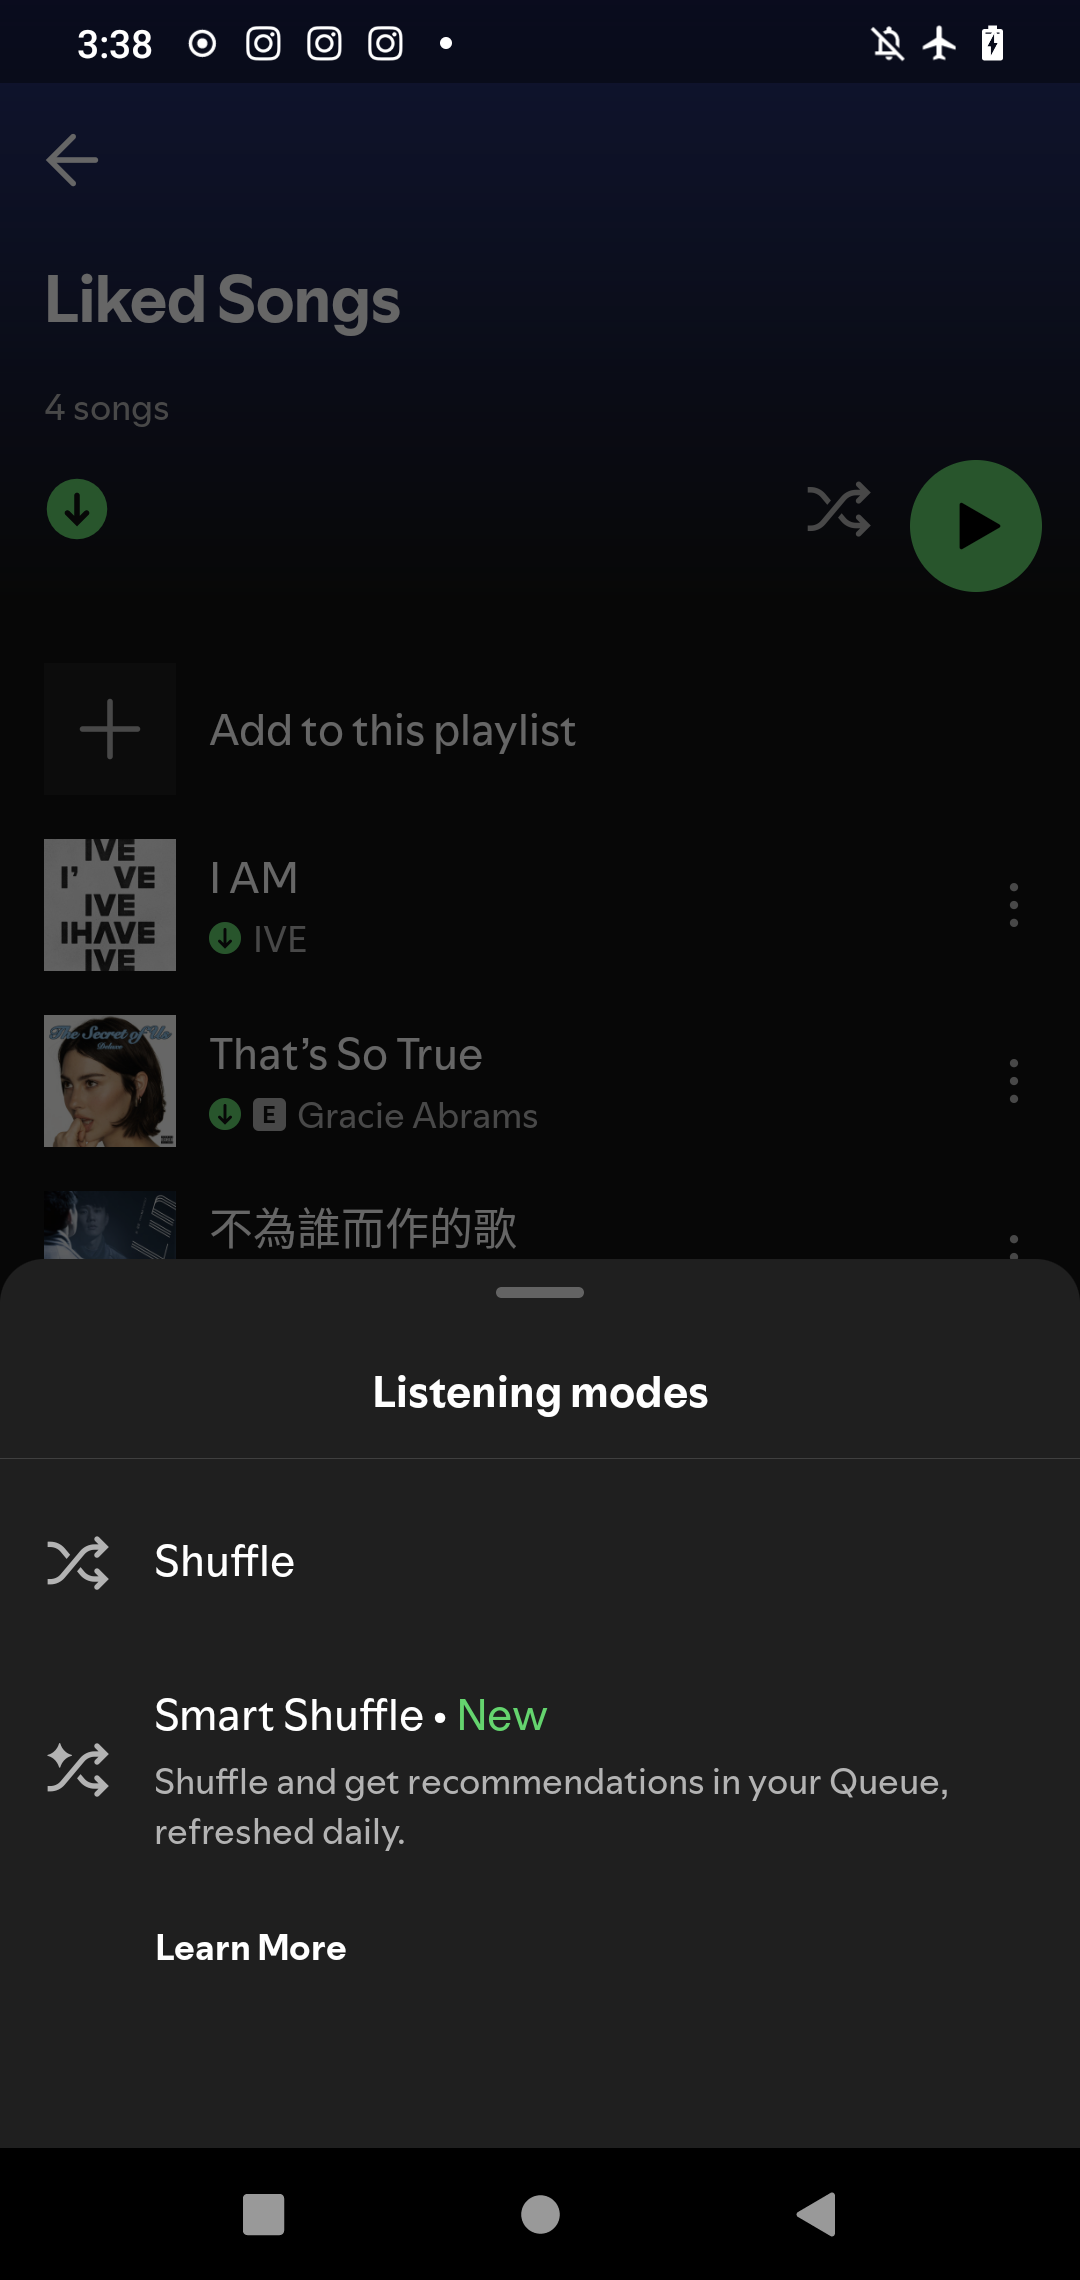 3:38
Liked Songs
4 songs
Add to this playlist
IVE
I' VE
IVE
IHAVE
IVE
I AM
IVE
The Secret of Us
Deluxe
That's So True
E Gracie Abrams
不為誰而作的歌
Listening modes
Shuffle
Smart Shuffle • New
Shuffle and get recommendations in your Queue,
refreshed daily.
Learn More